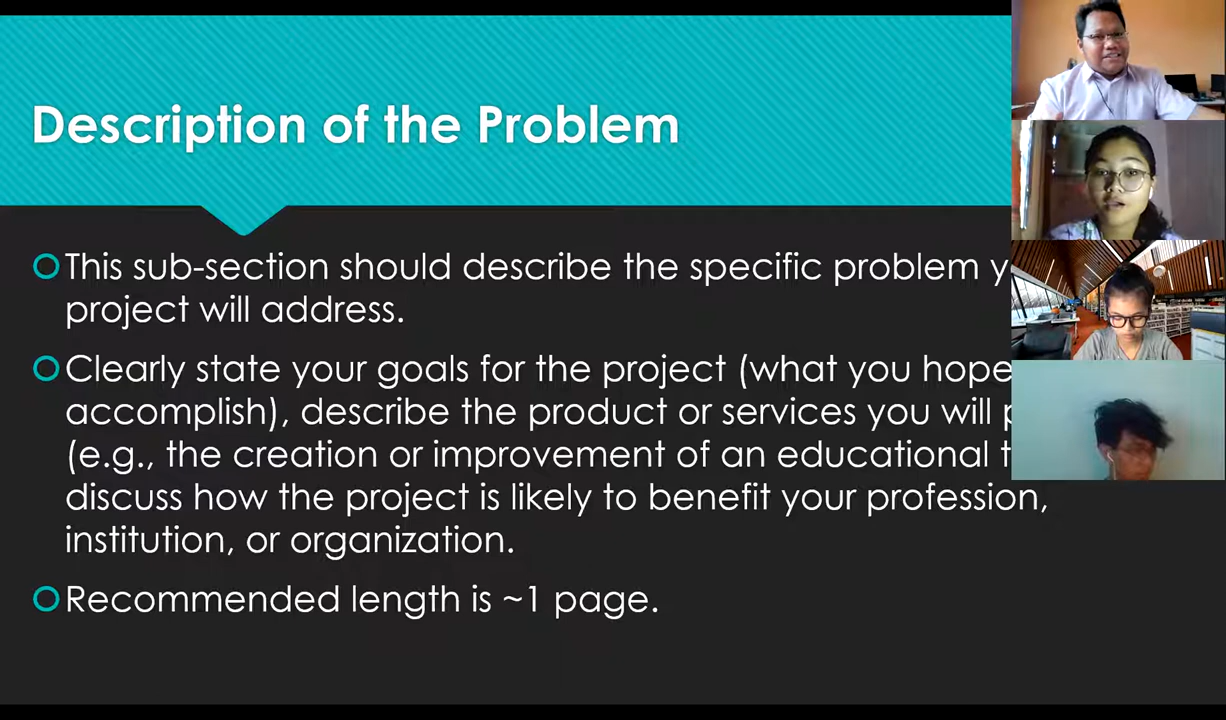 Description of the Problem
This sub-section should describe the specific problem
project will address.
Clearly state your goals for the project (what you hope
accomplish), describe the product or services you will
(e.g., the creation or improvement of an educational
discuss how the project is likely to benefit your profession,
institution, or organization.
Recommended length is ~1 page.